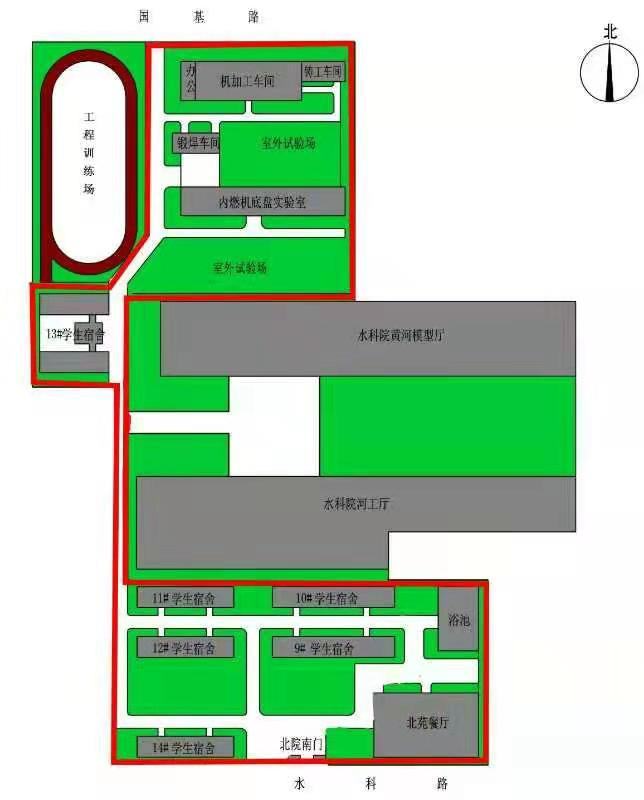 国基路
北
办公
机加工车间
铸工车间
工程训练场
锻焊车间
室外试验场
内燃机底盘实验室
室外试验场
13#学生宿舍
水科院黄河模型厅
水科院河工厅
11# 学生宿舍
10# 学生宿舍
浴池
12# 学生宿舍
9# 学生宿舍
北苑餐厅
14# 学生宿舍
北院南门
水科路